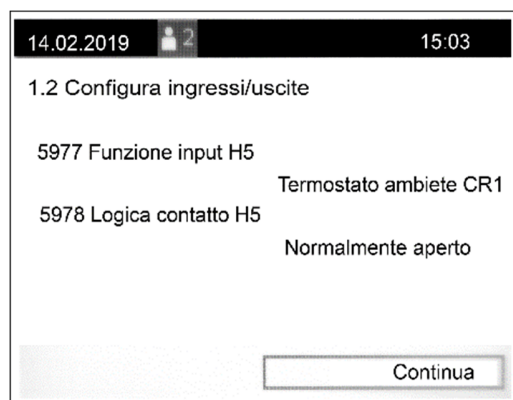 14.02.2019 2 15:03
1.2 Configura ingressi/uscite
5977 Funzione input H5
Termostato ambiete CR1
5978 Logica contatto H5
Normalmente aperto
Continua